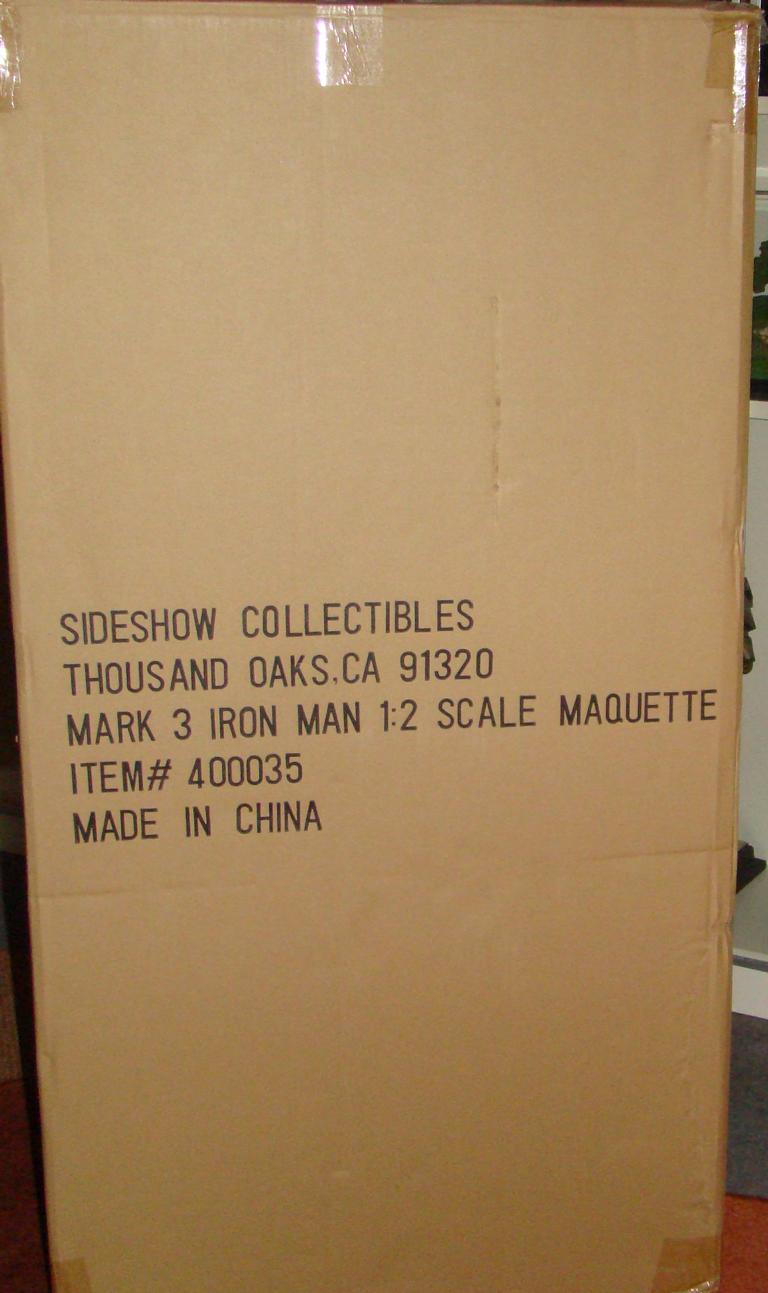 SIDESHOW COLLECTIBLES
THOUSAND OAKS,CA 91320
MARK 3 IRON MAN 1:2 SCALE MAQUETTE
ITEM# 400035
MADE IN CHINA